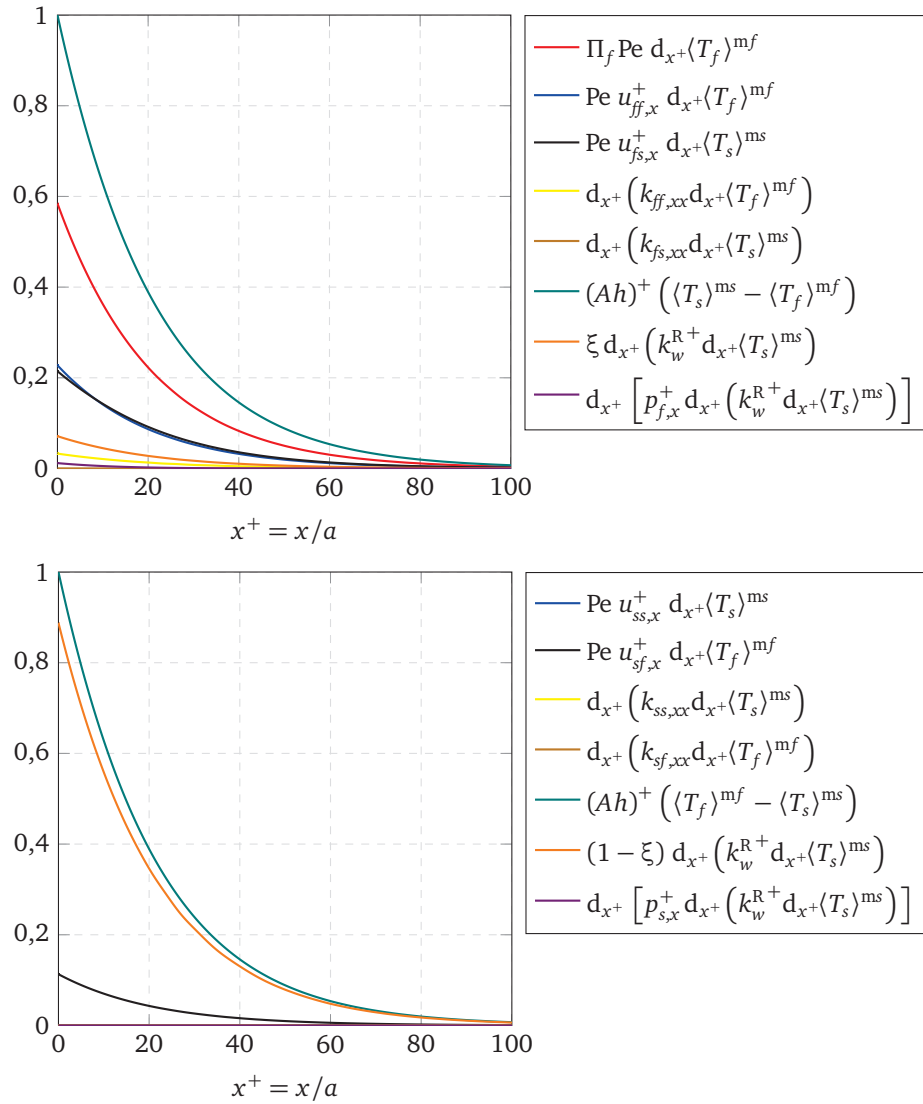 1
0,8
0,6
0,4
0,2
0
0 20 40 60 80 100
x⁺ = x/a
Π_f Pe d_{x⁺}⟨T_f⟩^{mf}
Pe u⁺_{ff,x} d_{x⁺}⟨T_f⟩^{mf}
Pe u⁺_{fs,x} d_{x⁺}⟨T_s⟩^{ms}
d_{x⁺}(k_{ff,xx}d_{x⁺}⟨T_f⟩^{mf})
d_{x⁺}(k_{fs,xx}d_{x⁺}⟨T_s⟩^{ms})
(Ah)⁺(⟨T_s⟩^{ms} − ⟨T_f⟩^{mf})
ξ d_{x⁺}(k_w^{R+}d_{x⁺}⟨T_s⟩^{ms})
d_{x⁺}[p⁺_{f,x} d_{x⁺}(k_w^{R+}d_{x⁺}⟨T_s⟩^{ms})]
1
0,8
0,6
0,4
0,2
0
0 20 40 60 80 100
x⁺ = x/a
Pe u⁺_{ss,x} d_{x⁺}⟨T_s⟩^{ms}
Pe u⁺_{sf,x} d_{x⁺}⟨T_f⟩^{mf}
d_{x⁺}(k_{ss,xx}d_{x⁺}⟨T_s⟩^{ms})
d_{x⁺}(k_{sf,xx}d_{x⁺}⟨T_f⟩^{mf})
(Ah)⁺(⟨T_f⟩^{mf} − ⟨T_s⟩^{ms})
(1 − ξ) d_{x⁺}(k_w^{R+}d_{x⁺}⟨T_s⟩^{ms})
d_{x⁺}[p⁺_{s,x} d_{x⁺}(k_w^{R+}d_{x⁺}⟨T_s⟩^{ms})]